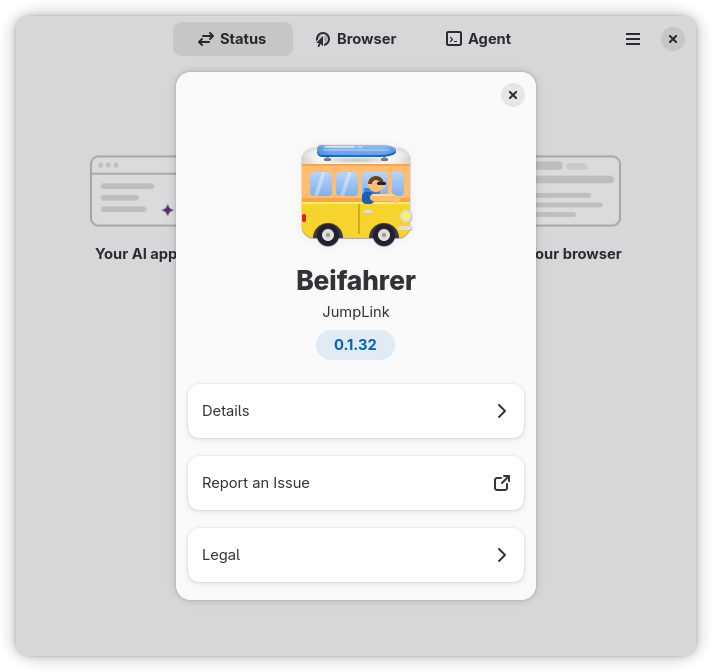 Status
Browser
Agent
Your AI app
our browser
Beifahrer
JumpLink
0.1.32
Details
Report an Issue
Legal